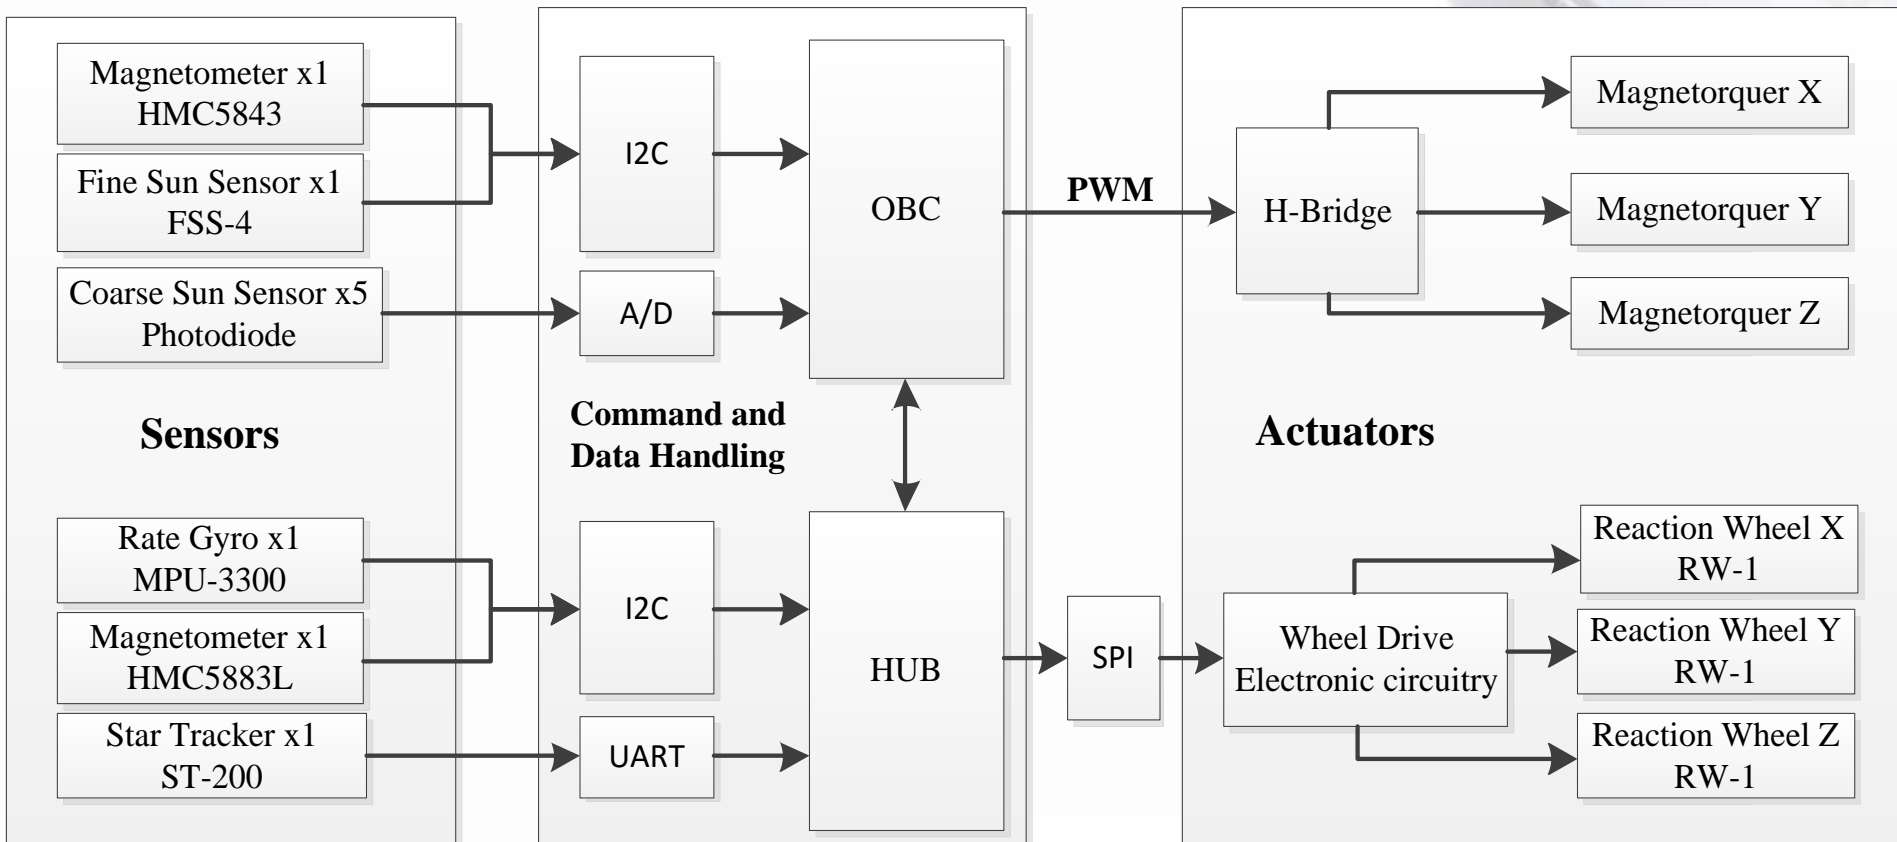 Magnetometer x1
HMC5843
Fine Sun Sensor x1
FSS-4
Coarse Sun Sensor x5
Photodiode
Sensors
Rate Gyro x1
MPU-3300
Magnetometer x1
HMC5883L
Star Tracker x1
ST-200
I2C
A/D
OBC
Command and
Data Handling
I2C
UART
HUB
PWM
SPI
H-Bridge
Magnetorquer X
Magnetorquer Y
Magnetorquer Z
Actuators
Wheel Drive
Electronic circuitry
Reaction Wheel X
RW-1
Reaction Wheel Y
RW-1
Reaction Wheel Z
RW-1